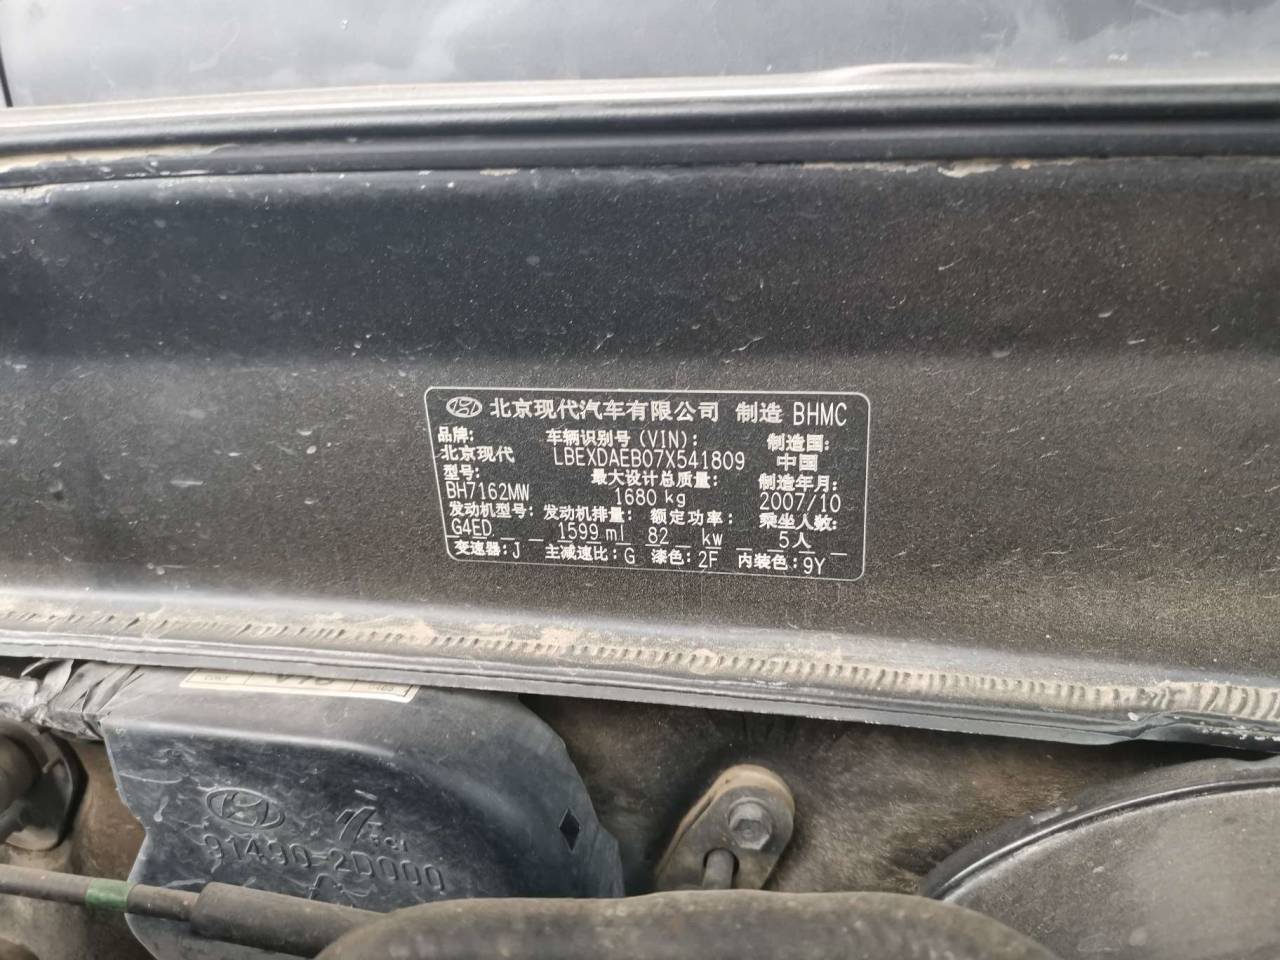 北京现代汽车有限公司 制造 BHMC
品牌: 车辆识别号(VIN): 制造国:
北京现代 LBEXDAEB07X541809 中国
型号: 最大设计总质量: 制造年月:
BH7162MW 1680 kg 2007/10
发动机型号: 发动机排量: 额定功率: 乘坐人数:
G4ED 1599 ml 82 kw 5人
变速器: J 主减速比: G 漆色: 2F 内装色: 9Y
91490-2D000